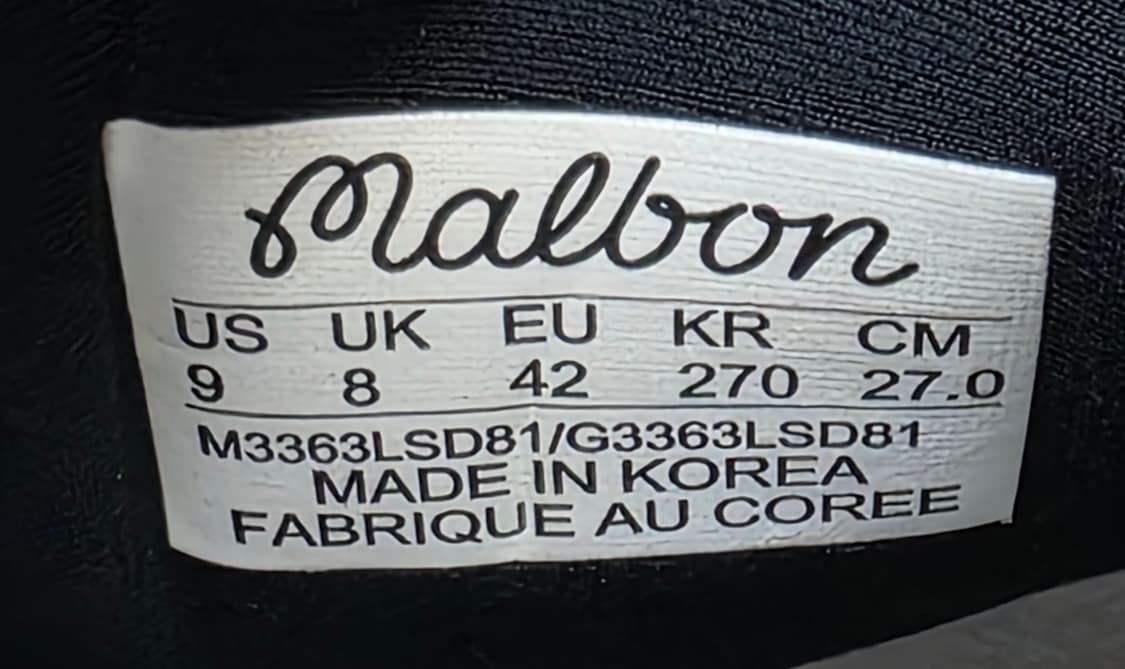 Malbon
US UK EU KR CM
9 8 42 270 27.0
M3363LSD81/G3363LSD81
MADE IN KOREA
FABRIQUE AU COREE